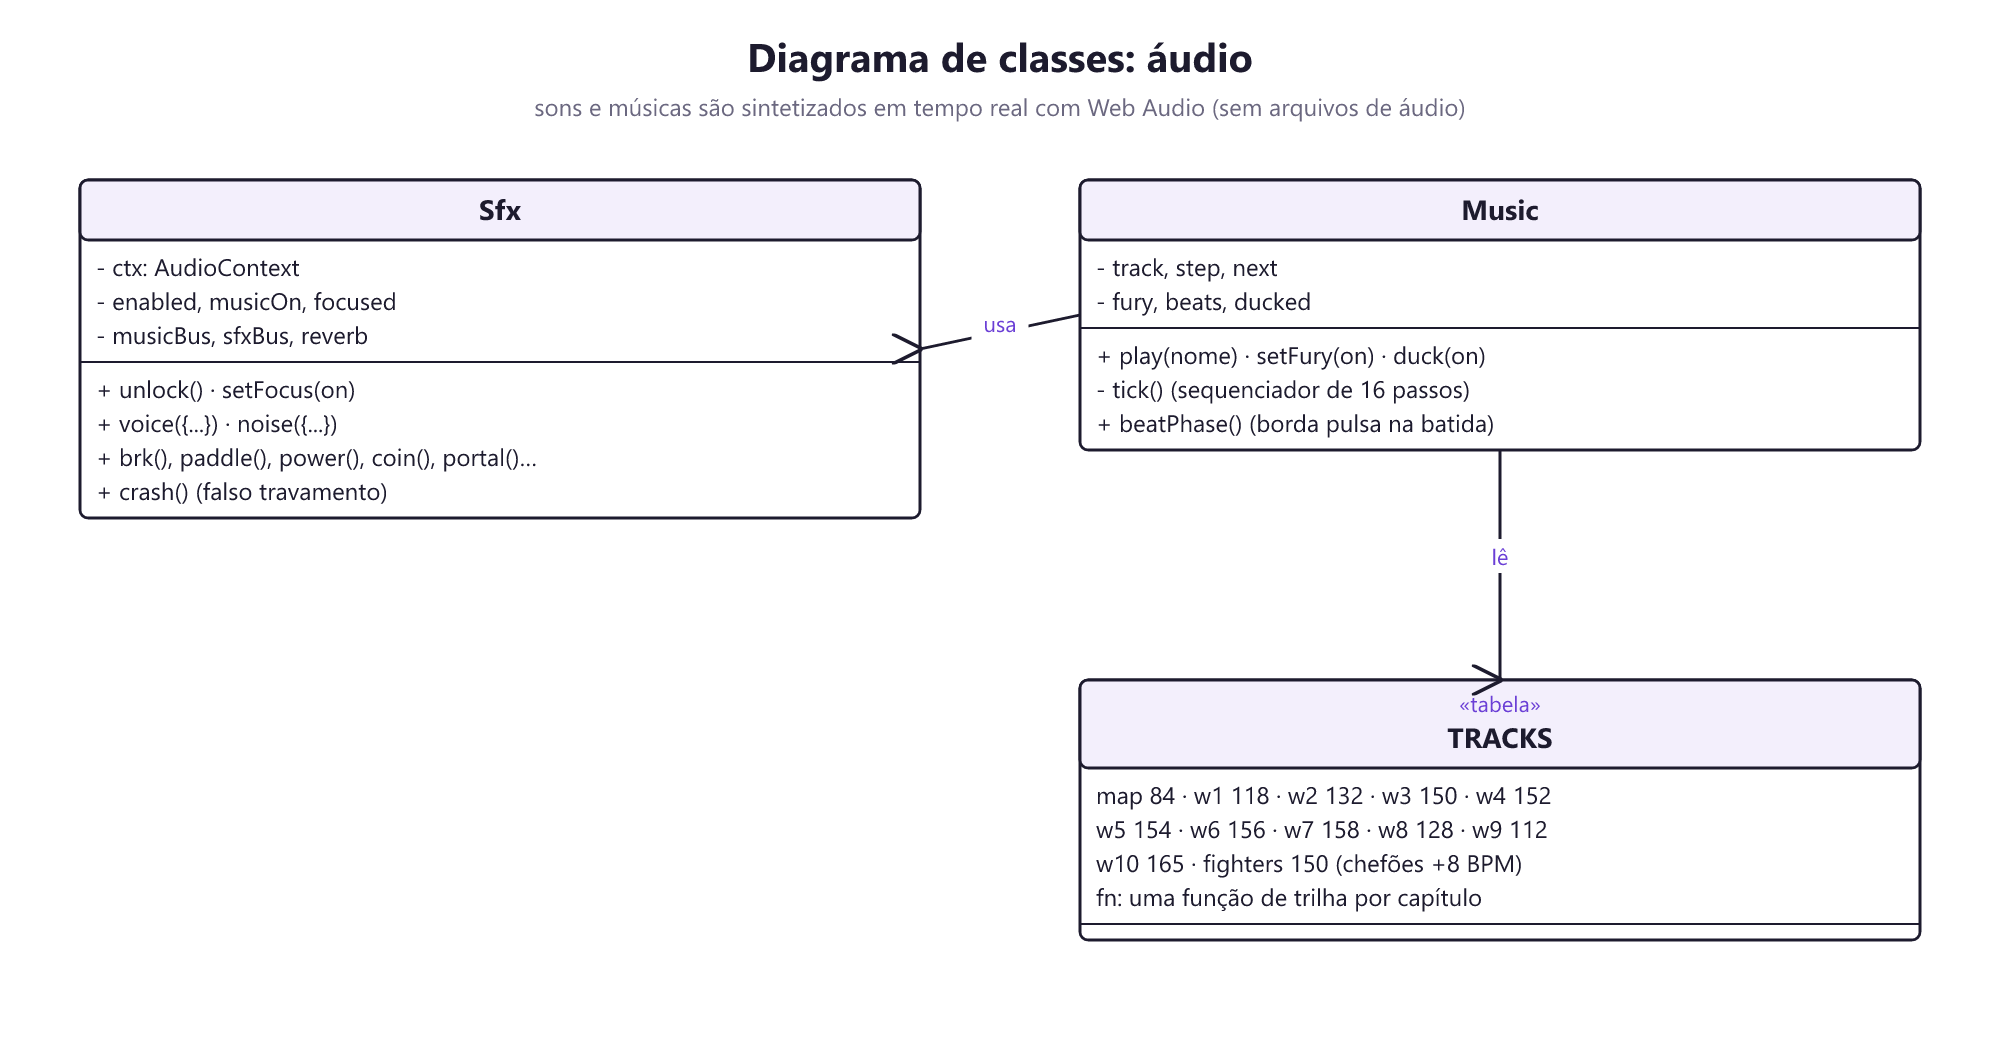 Diagrama de classes: áudio
sons e músicas são sintetizados em tempo real com Web Audio (sem arquivos de áudio)
Sfx
- ctx: AudioContext
- enabled, musicOn, focused
- musicBus, sfxBus, reverb
+ unlock() · setFocus(on)
+ voice({...}) · noise({...})
+ brk(), paddle(), power(), coin(), portal()...
+ crash() (falso travamento)
usa
Music
- track, step, next
- fury, beats, ducked
+ play(nome) · setFury(on) · duck(on)
- tick() (sequenciador de 16 passos)
+ beatPhase() (borda pulsa na batida)
lê
«tabela»
TRACKS
map 84 · w1 118 · w2 132 · w3 150 · w4 152
w5 154 · w6 156 · w7 158 · w8 128 · w9 112
w10 165 · fighters 150 (chefões +8 BPM)
fn: uma função de trilha por capítulo